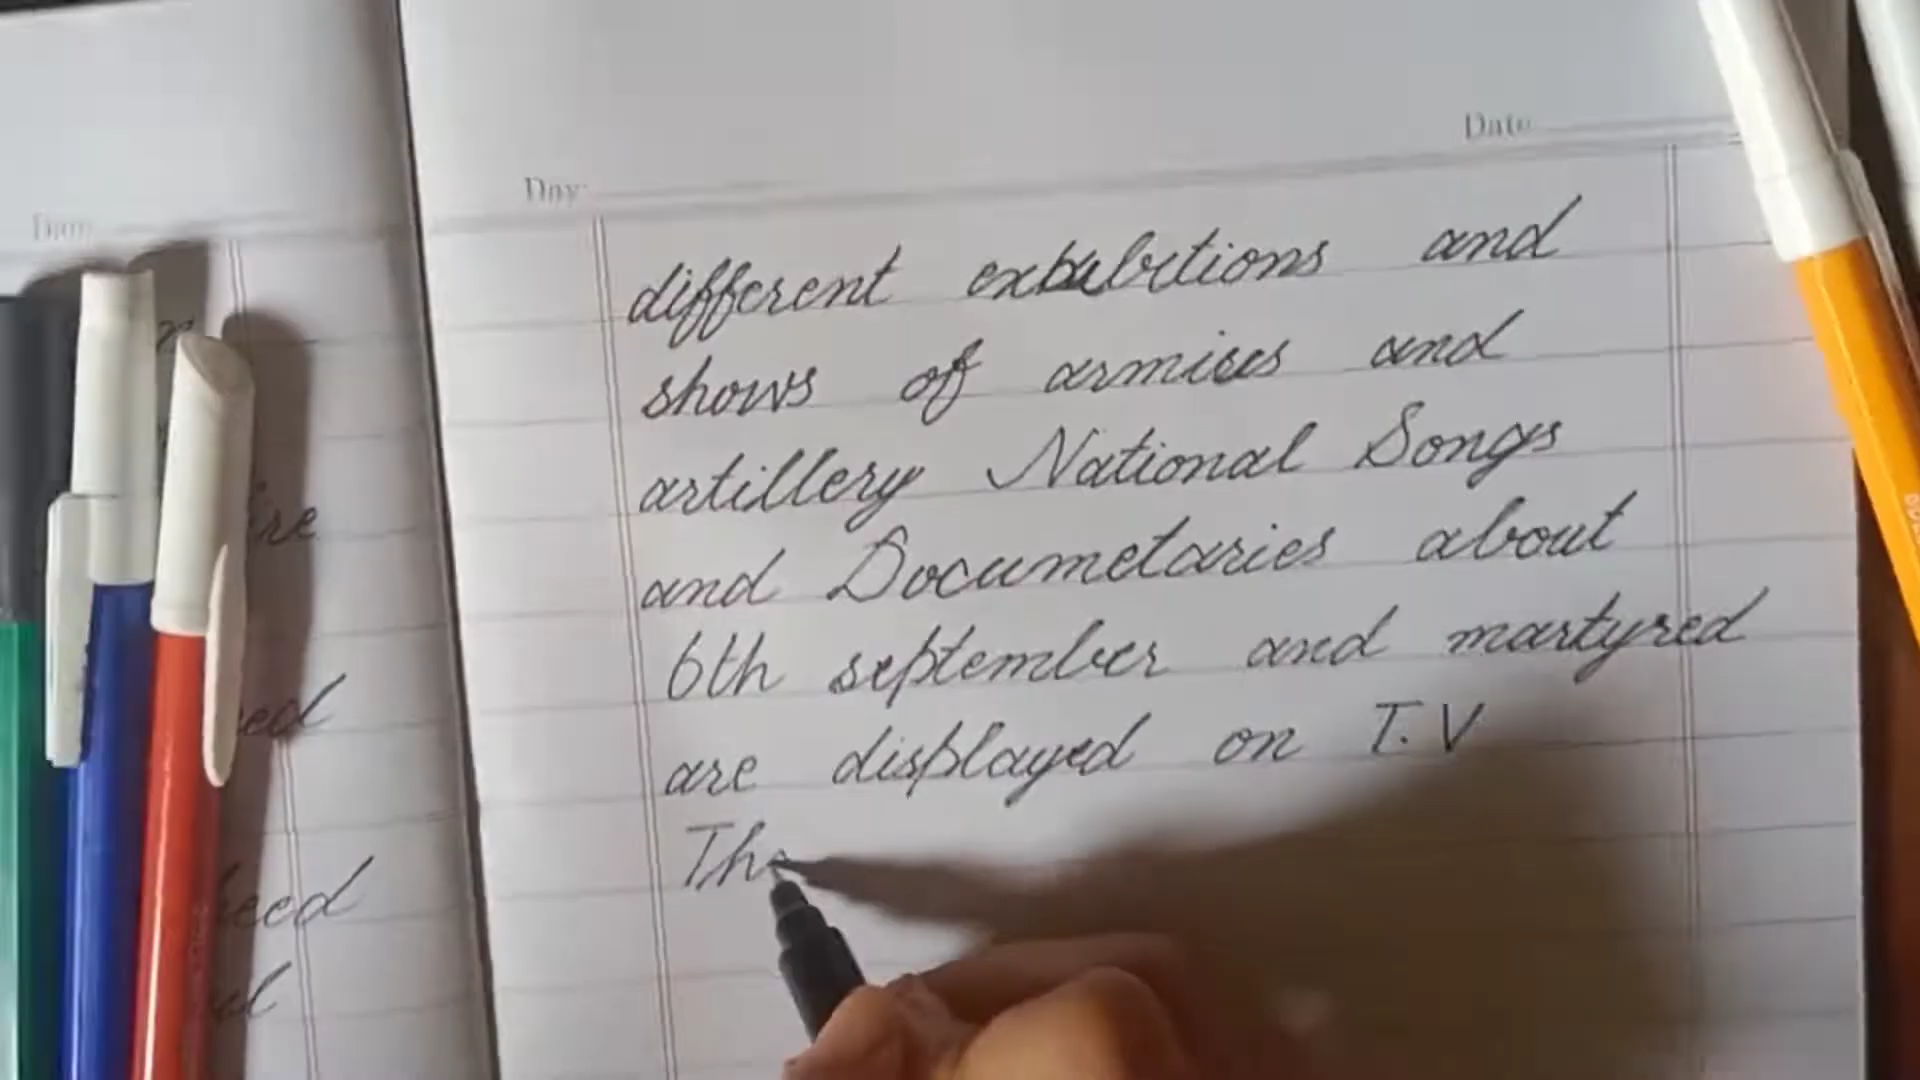 Date
Day:
different exbubitions and
shows of armies and
artillery National Songs
and Documetaries about
6th september and martyred
are displayed on T.V
Th